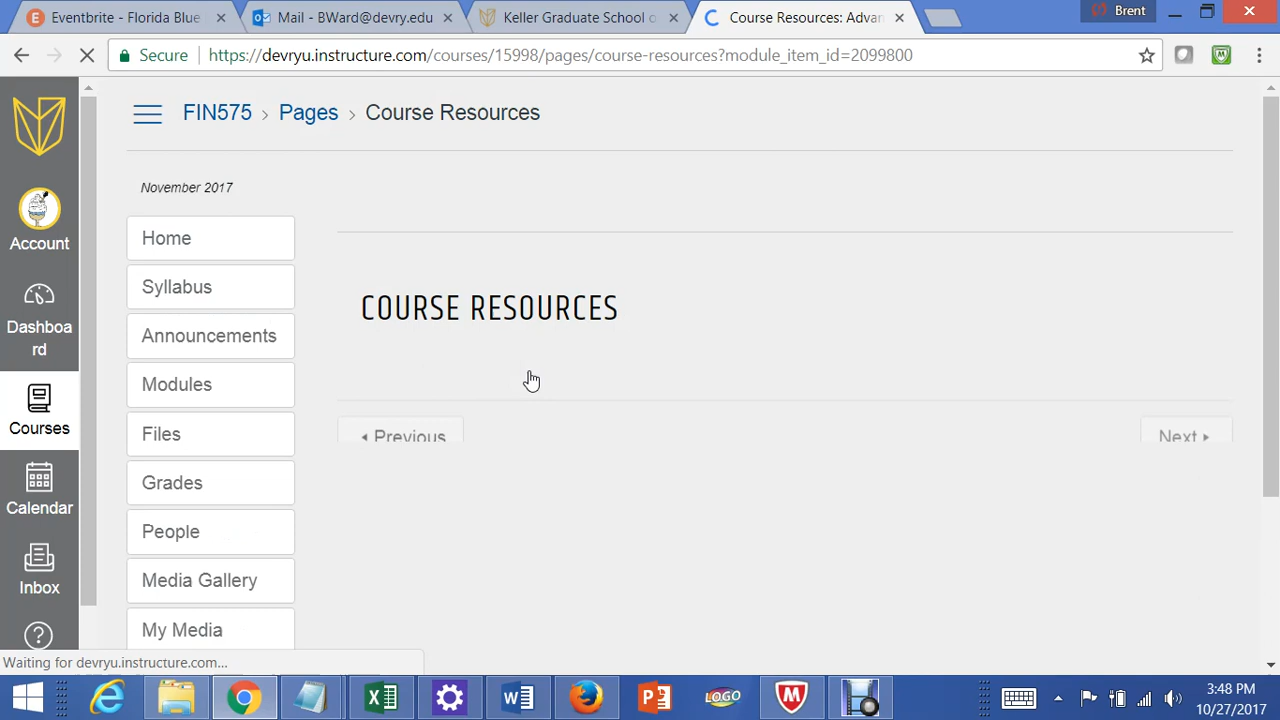 Eventbrite - Florida Blue
Mail - BWard@devry.edu
Keller Graduate School o
Course Resources: Advan
Brent
Secure
https://devryu.instructure.com/courses/15998/pages/course-resources?module_item_id=2099800
FIN575 > Pages > Course Resources
November 2017
Account
Dashboa
rd
Courses
Calendar
Inbox
Home
Syllabus
Announcements
Modules
Files
Grades
People
Media Gallery
My Media
COURSE RESOURCES
Previous
Next
Waiting for devryu.instructure.com...
LOGO
3:48 PM
10/27/2017